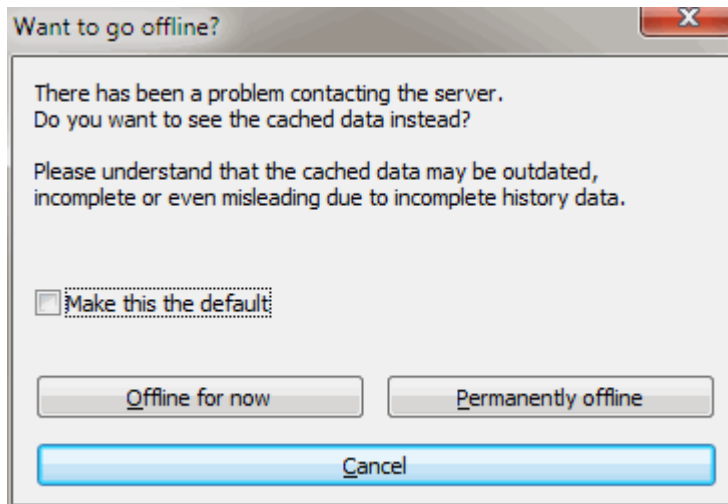 Want to go offline?
There has been a problem contacting the server.
Do you want to see the cached data instead?
Please understand that the cached data may be outdated,
incomplete or even misleading due to incomplete history data.
Make this the default
Offline for now
Permanently offline
Cancel